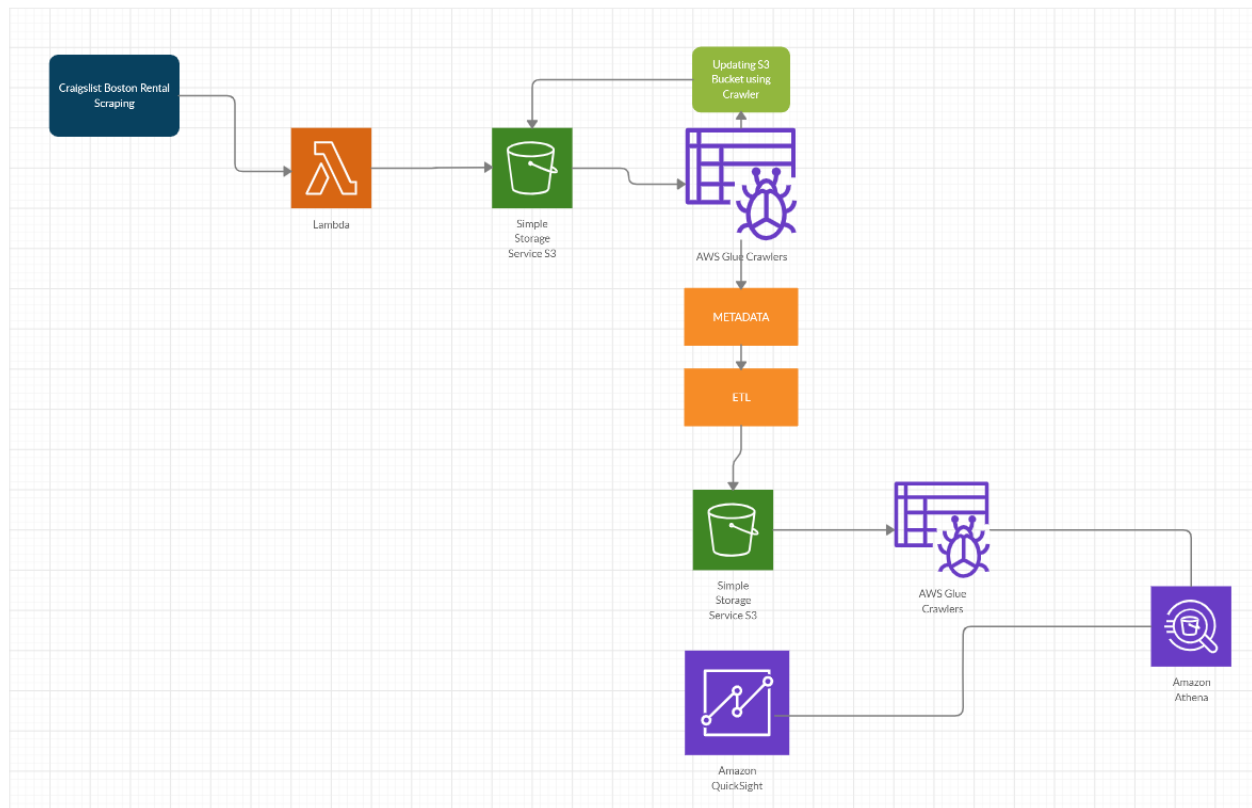 Craigslist Boston Rental
Scraping
Updating S3
Bucket using
Crawler
Lambda
Simple
Storage
Service S3
AWS Glue Crawlers
METADATA
ETL
Simple
Storage
Service S3
AWS Glue
Crawlers
Amazon
Athena
Amazon
QuickSight